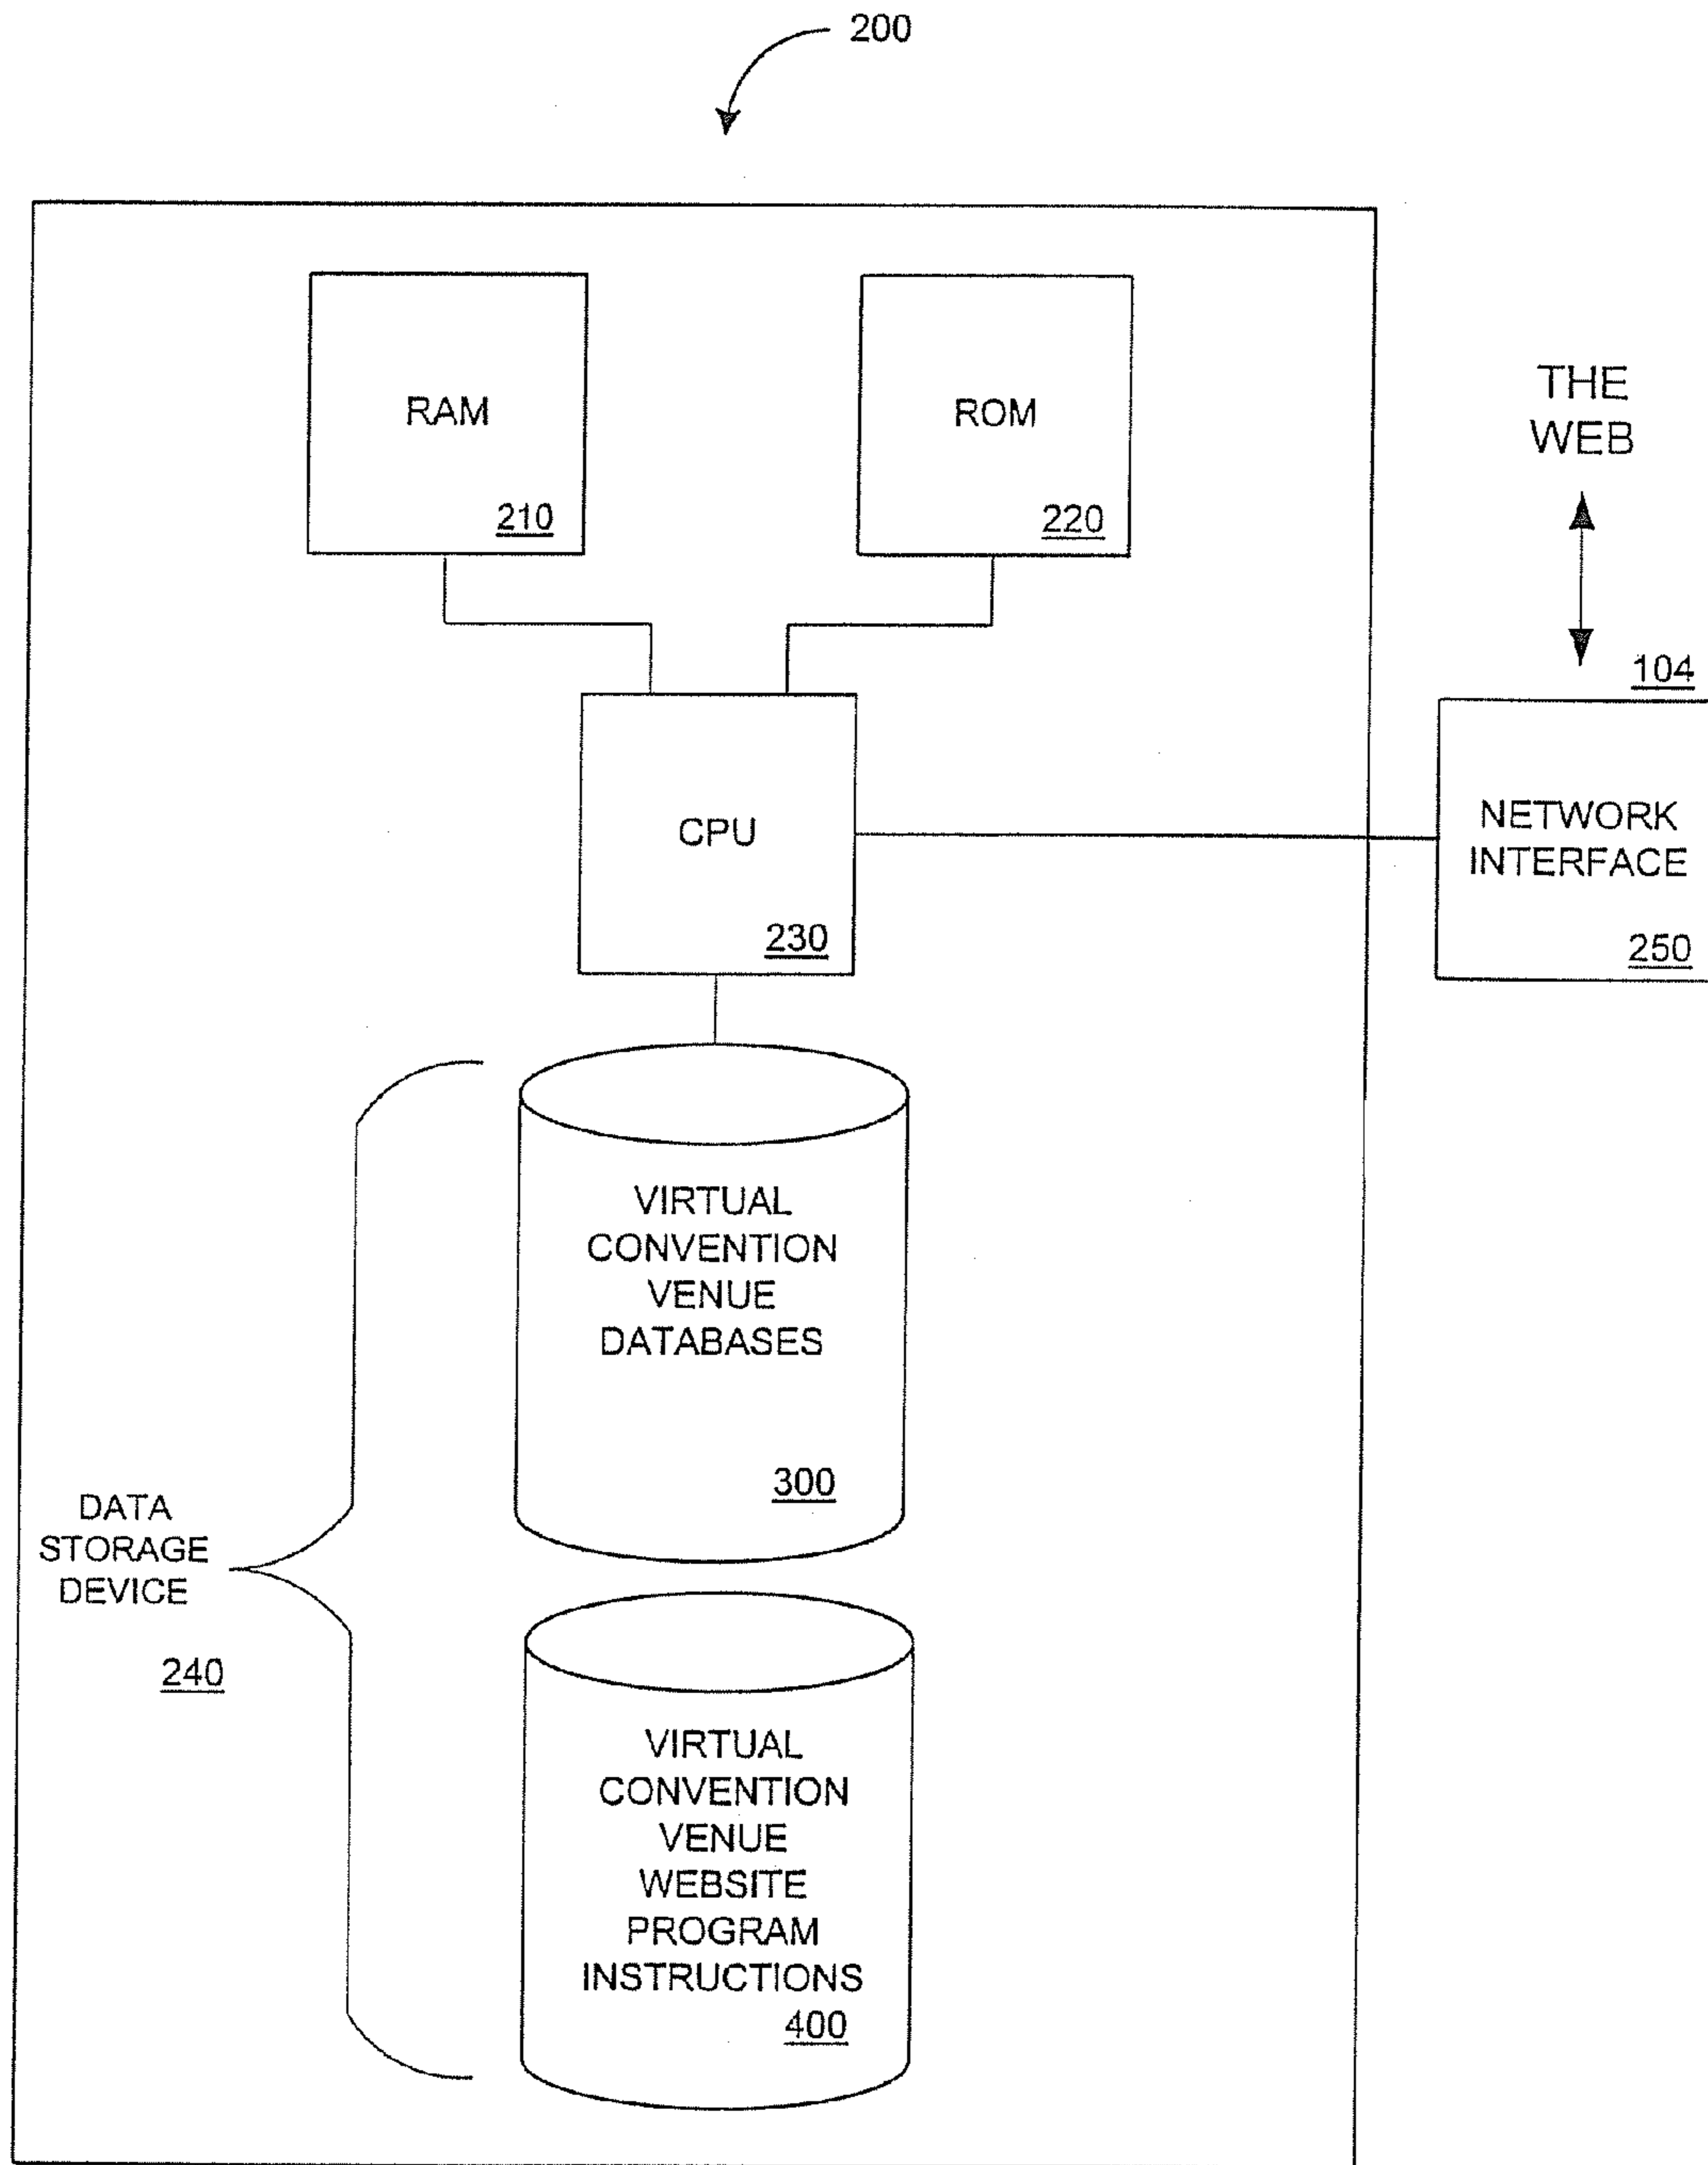 200
RAM
210
ROM
220
THE
WEB
104
CPU
230
NETWORK
INTERFACE
250
VIRTUAL
CONVENTION
VENUE
DATABASES
300
DATA
STORAGE
DEVICE
240
VIRTUAL
CONVENTION
VENUE
WEBSITE
PROGRAM
INSTRUCTIONS
400